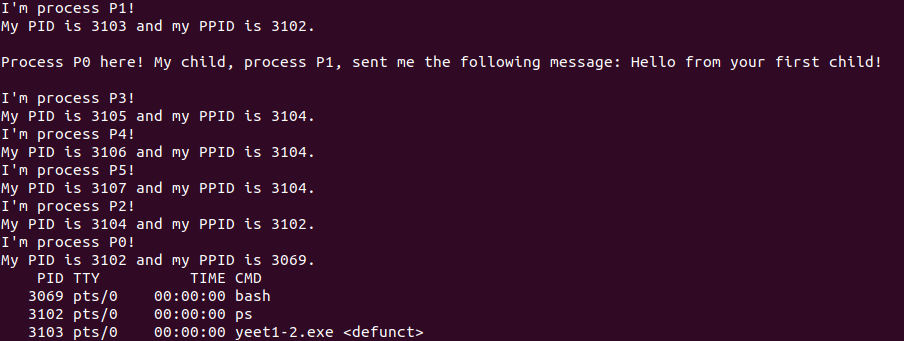 I'm process P1!
My PID is 3103 and my PPID is 3102.
Process P0 here! My child, process P1, sent me the following message: Hello from your first child!
I'm process P3!
My PID is 3105 and my PPID is 3104.
I'm process P4!
My PID is 3106 and my PPID is 3104.
I'm process P5!
My PID is 3107 and my PPID is 3104.
I'm process P2!
My PID is 3104 and my PPID is 3102.
I'm process P0!
My PID is 3102 and my PPID is 3069.
PID TTY TIME CMD
3069 pts/0 00:00:00 bash
3102 pts/0 00:00:00 ps
3103 pts/0 00:00:00 yeet1-2.exe <defunct>